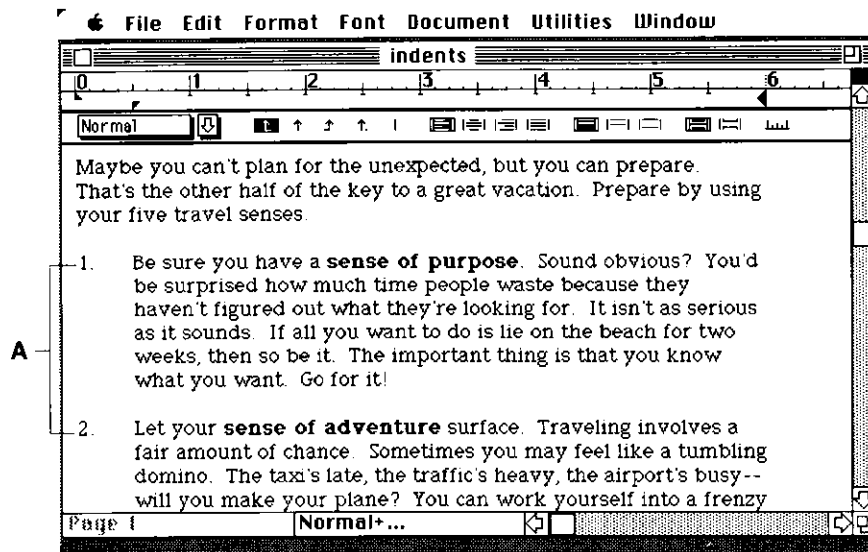 File Edit Format Font Document Utilities Window
indents
0 1 2 3 4 5 6
Normal
Maybe you can't plan for the unexpected, but you can prepare.
That's the other half of the key to a great vacation. Prepare by using
your five travel senses.
1. Be sure you have a sense of purpose. Sound obvious? You'd
be surprised how much time people waste because they
haven't figured out what they're looking for. It isn't as serious
as it sounds. If all you want to do is lie on the beach for two
weeks, then so be it. The important thing is that you know
what you want. Go for it!
A
2. Let your sense of adventure surface. Traveling involves a
fair amount of chance. Sometimes you may feel like a tumbling
domino. The taxi's late, the traffic's heavy, the airport's busy--
will you make your plane? You can work yourself into a frenzy
Page 1 Normal+...